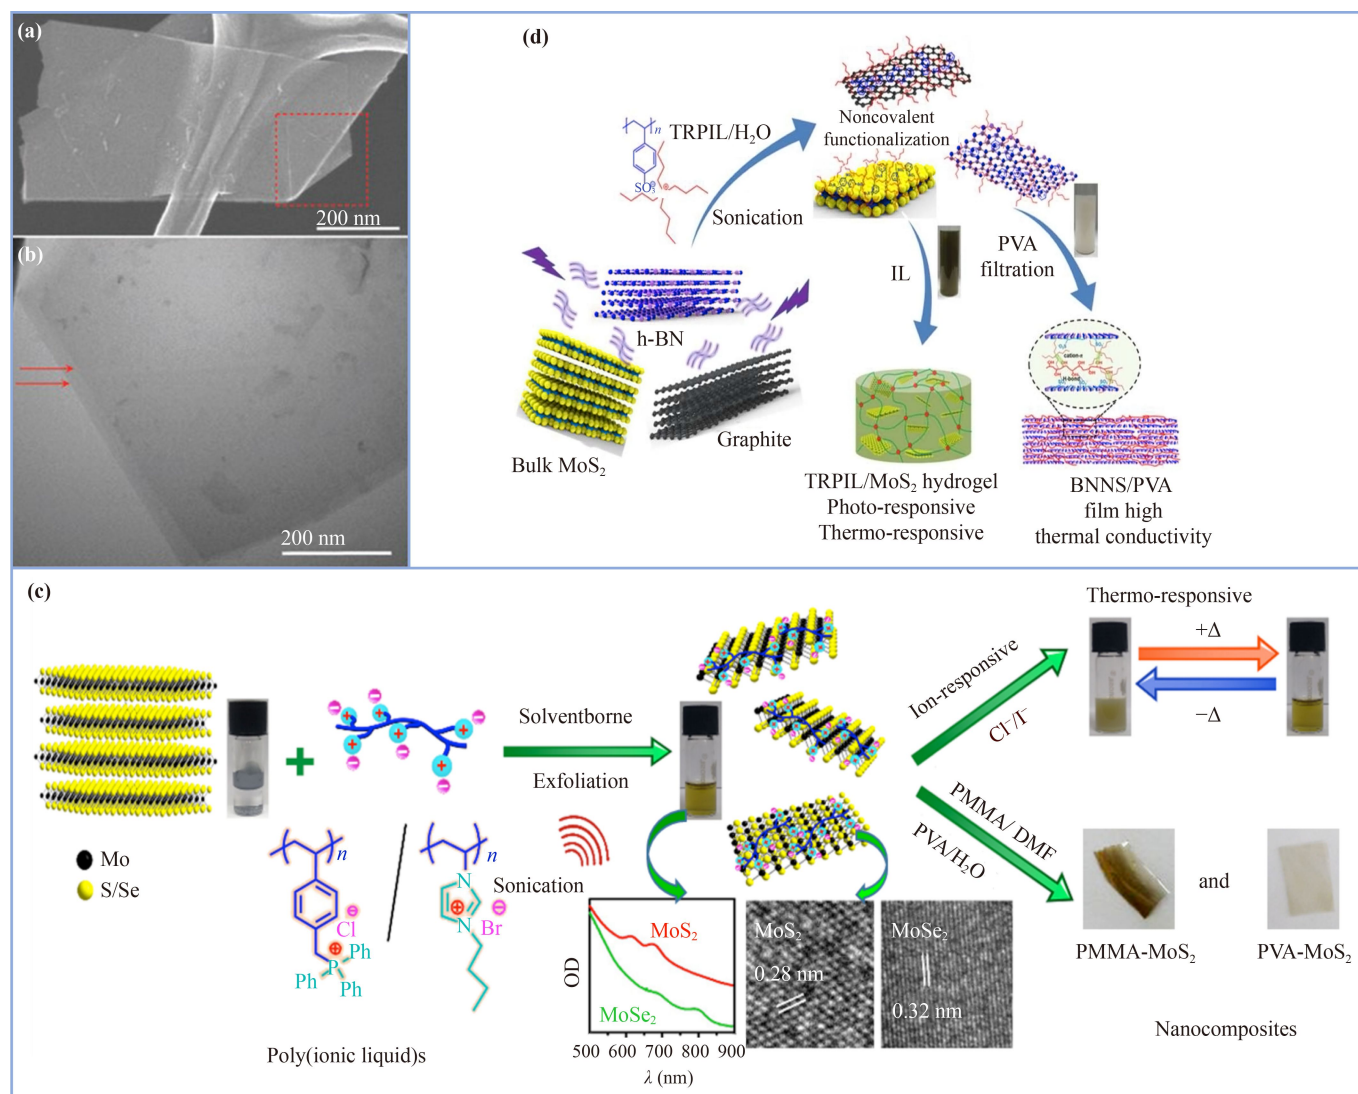 (a)
200 nm
(b)
200 nm
(d)
n
TRPIL/H₂O
SO₃
⊖
⊕
Sonication
Noncovalent
functionalization
IL
PVA
filtration
h-BN
Bulk MoS₂
Graphite
cation-π
H-bond
TRPIL/MoS₂ hydrogel
Photo-responsive
Thermo-responsive
BNNS/PVA
film high
thermal conductivity
(c)
Mo
S/Se
+
Solventborne
Exfoliation
Sonication
n
Cl
⊖
⊕
P
Ph
Ph
Ph
n
N
N
⊕
⊖
Br
Poly(ionic liquid)s
OD
MoS₂
MoSe₂
500 600 700 800 900
λ (nm)
MoS₂
0.28 nm
MoSe₂
0.32 nm
Ion-responsive
Cl⁻/I⁻
Thermo-responsive
+Δ
−Δ
PMMA/ DMF
PVA/H₂O
and
PMMA-MoS₂
PVA-MoS₂
Nanocomposites